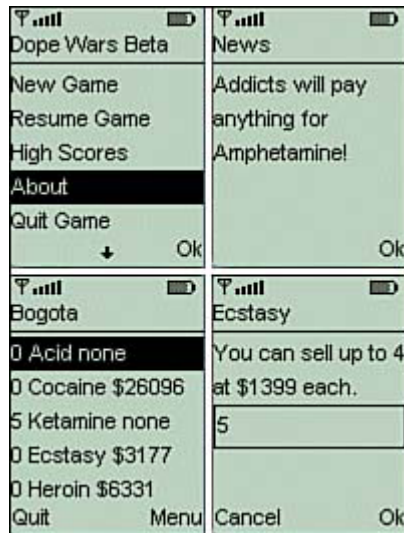 Dope Wars Beta
New Game
Resume Game
High Scores
About
Quit Game
Ok
News
Addicts will pay
anything for
Amphetamine!
Ok
Bogota
0 Acid none
0 Cocaine $26096
5 Ketamine none
0 Ecstasy $3177
0 Heroin $6331
Quit Menu
Ecstasy
You can sell up to 4
at $1399 each.
5
Cancel Ok